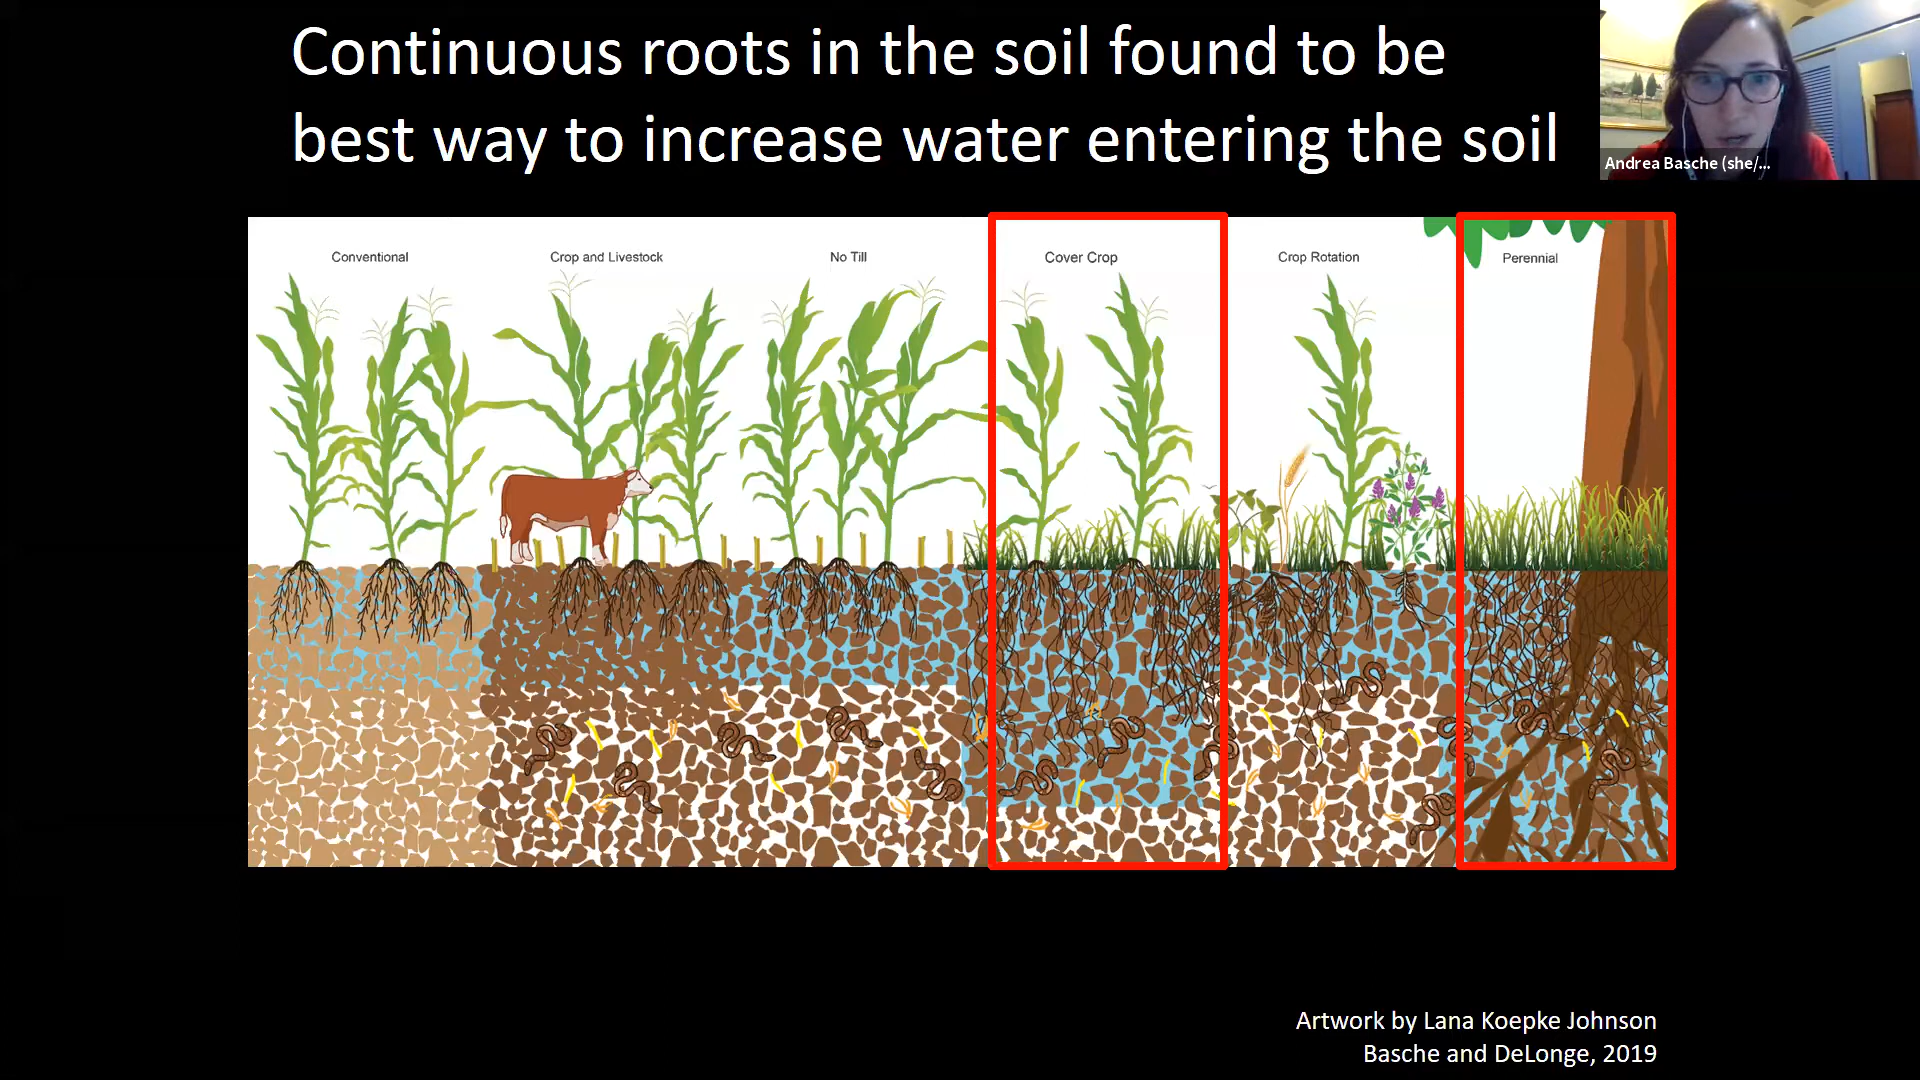 Continuous roots in the soil found to be
best way to increase water entering the soil
Andrea Basche (she/...
Conventional
Crop and Livestock
No Till
Cover Crop
Crop Rotation
Perennial
Artwork by Lana Koepke Johnson
Basche and DeLonge, 2019